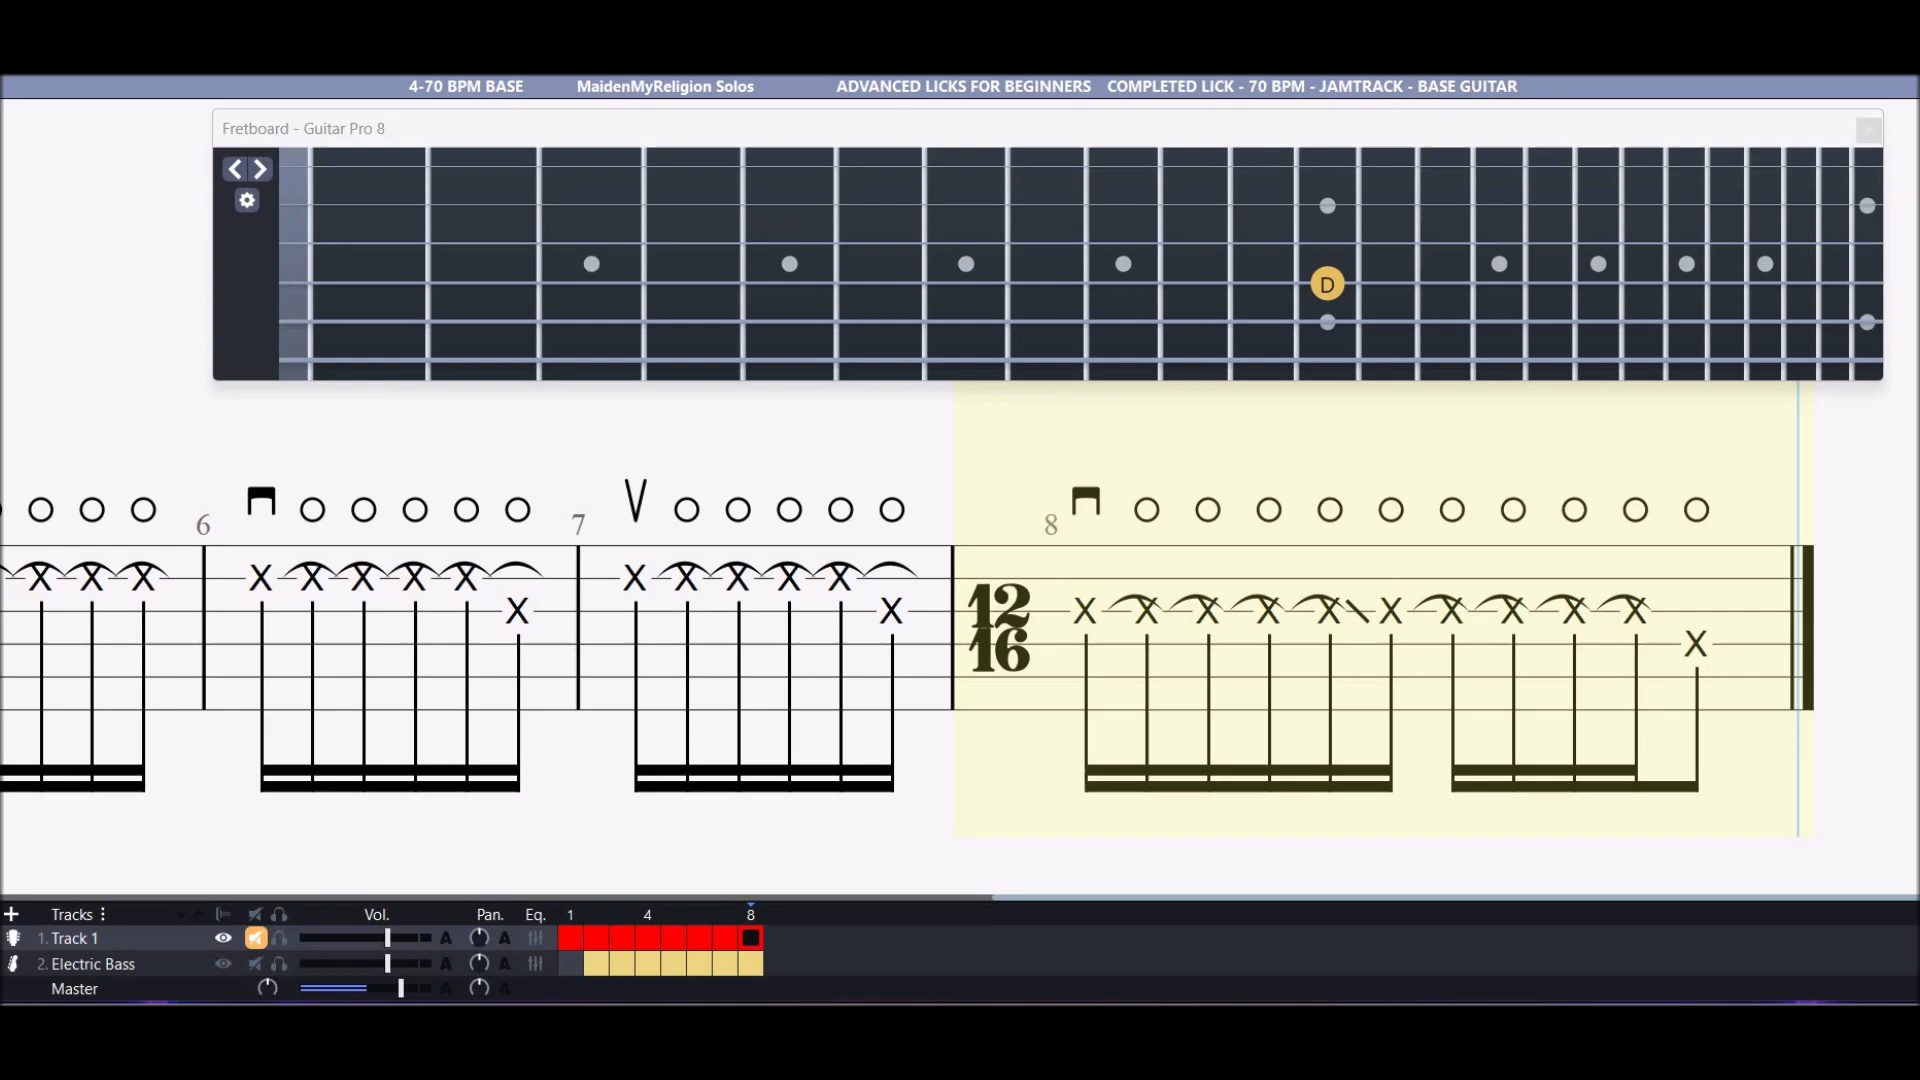 4-70 BPM BASE MaidenMyReligion Solos ADVANCED LICKS FOR BEGINNERS COMPLETED LICK - 70 BPM - JAMTRACK - BASE GUITAR
Fretboard - Guitar Pro 8
D
6 7 8
X X X X X X X X X X X X X
12
16
X X X X X X X X X X X X
X
Tracks Vol. Pan. Eq. 1 4 8
1. Track 1 A A
2. Electric Bass A A
Master A A